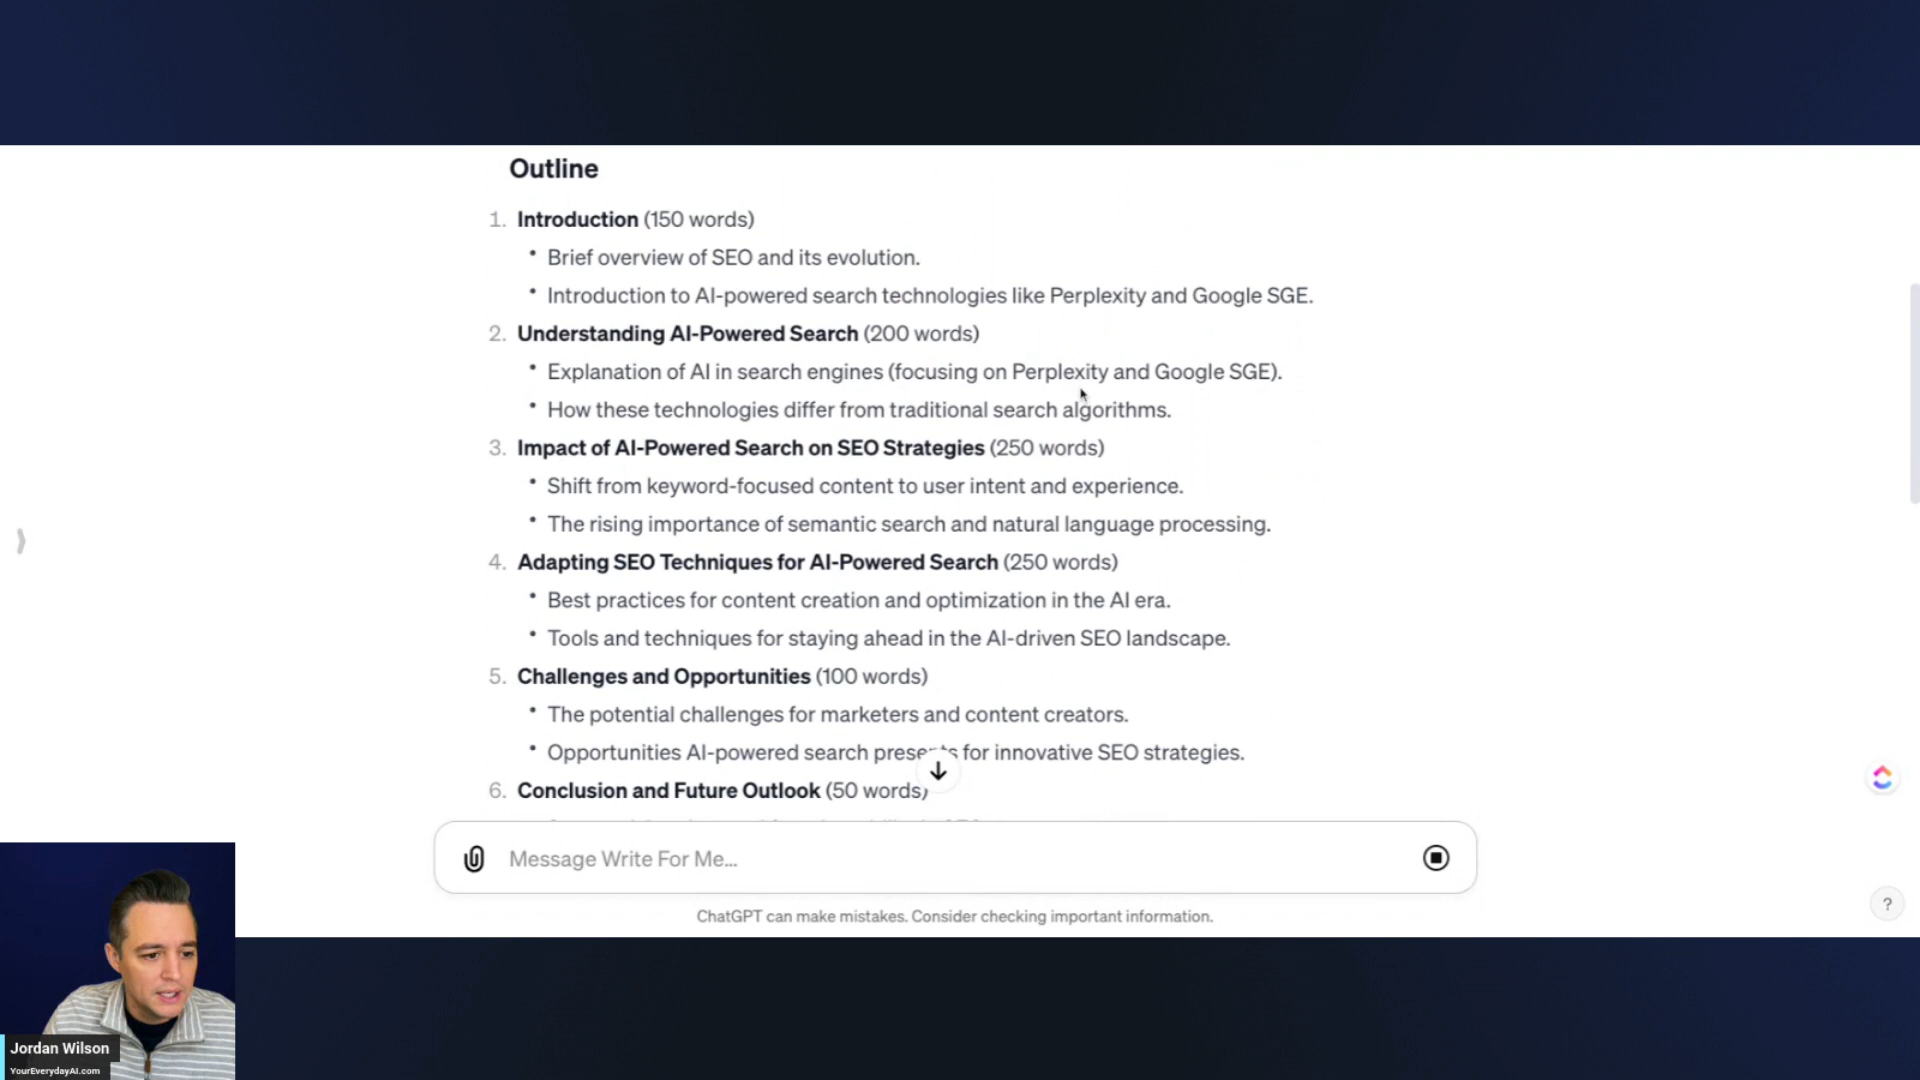 Outline
1. Introduction (150 words)
• Brief overview of SEO and its evolution.
• Introduction to AI-powered search technologies like Perplexity and Google SGE.
2. Understanding AI-Powered Search (200 words)
• Explanation of AI in search engines (focusing on Perplexity and Google SGE).
• How these technologies differ from traditional search algorithms.
3. Impact of AI-Powered Search on SEO Strategies (250 words)
• Shift from keyword-focused content to user intent and experience.
• The rising importance of semantic search and natural language processing.
4. Adapting SEO Techniques for AI-Powered Search (250 words)
• Best practices for content creation and optimization in the AI era.
• Tools and techniques for staying ahead in the AI-driven SEO landscape.
5. Challenges and Opportunities (100 words)
• The potential challenges for marketers and content creators.
• Opportunities AI-powered search presents for innovative SEO strategies.
6. Conclusion and Future Outlook (50 words)
Message Write For Me...
ChatGPT can make mistakes. Consider checking important information.
?
Jordan Wilson
YourEverydayAI.com